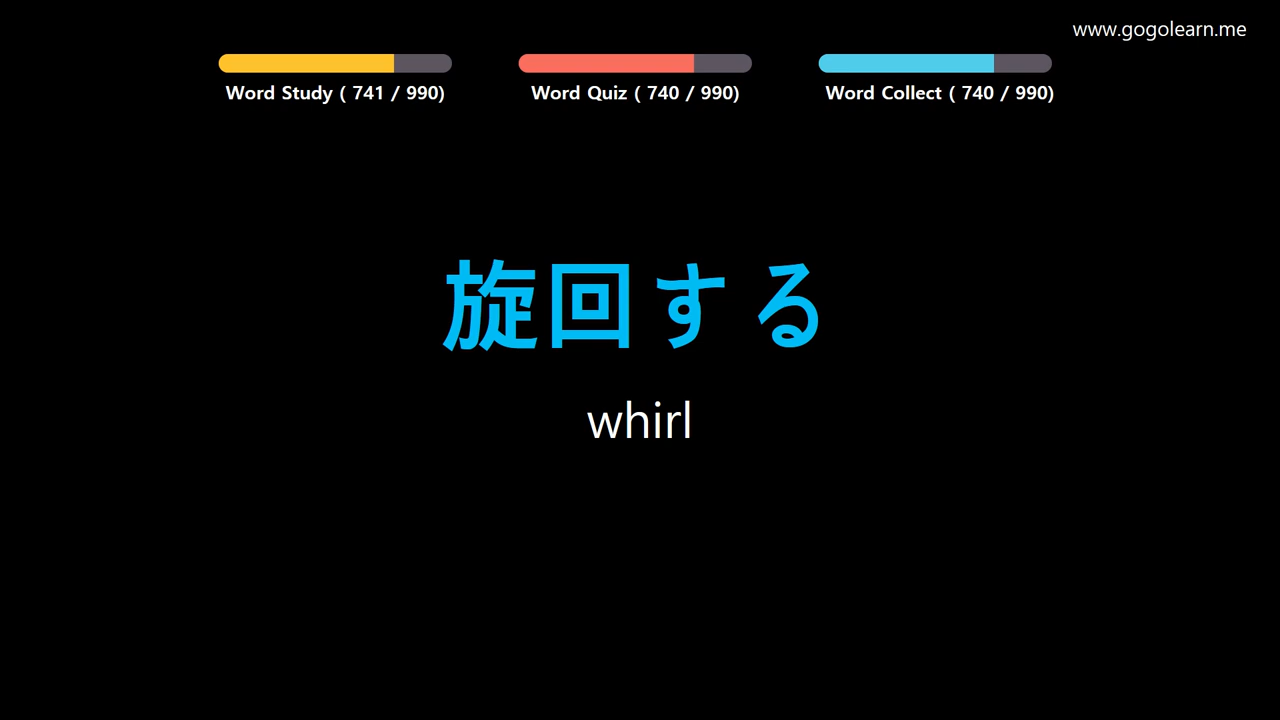 www.gogolearn.me
Word Study ( 741 / 990)
Word Quiz ( 740 / 990)
Word Collect ( 740 / 990)
旋回する
whirl